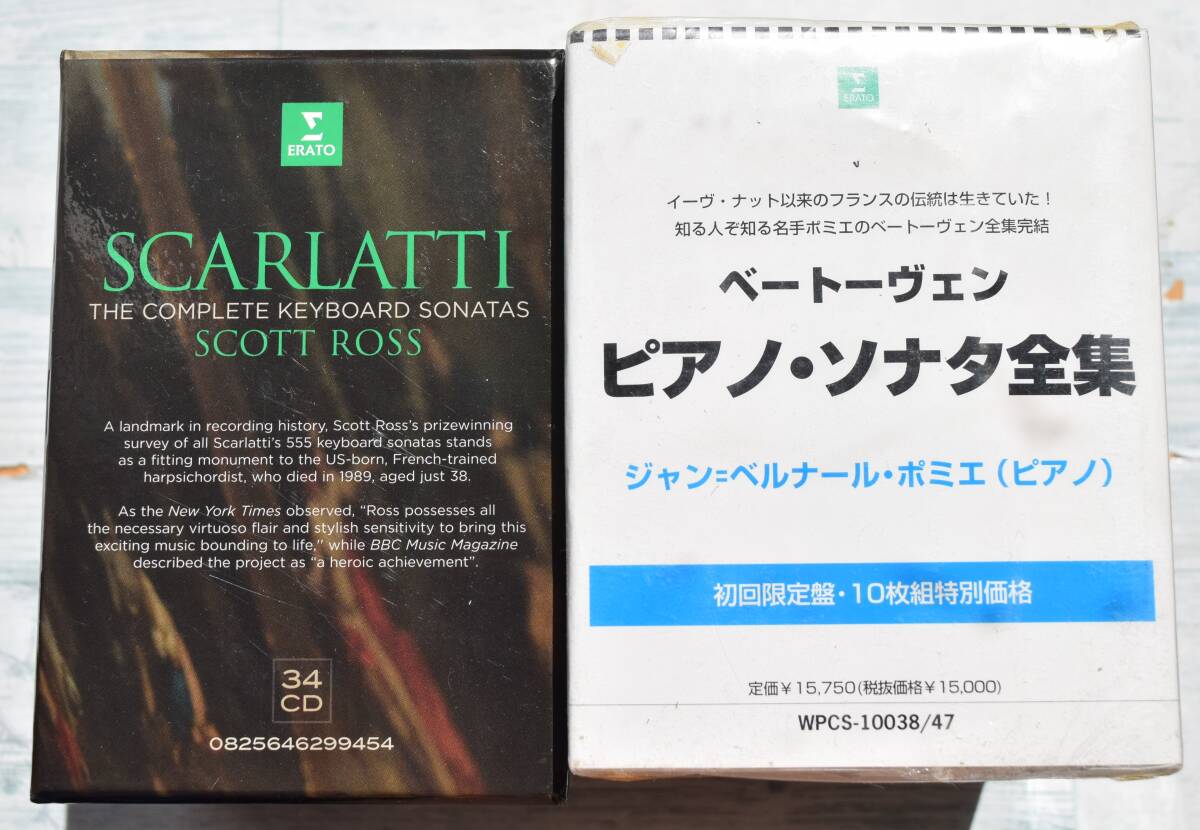 Σ
ERATO
SCARLATTI
THE COMPLETE KEYBOARD SONATAS
SCOTT ROSS
A landmark in recording history, Scott Ross's prizewinning
survey of all Scarlatti's 555 keyboard sonatas stands
as a fitting monument to the US-born, French-trained
harpsichordist, who died in 1989, aged just 38.
As the New York Times observed, “Ross possesses all
the necessary virtuoso flair and stylish sensitivity to bring this
exciting music bounding to life,” while BBC Music Magazine
described the project as “a heroic achievement”.
34
CD
0825646299454
Σ
ERATO
イーヴ・ナット以来のフランスの伝統は生きていた！
知る人ぞ知る名手ポミエのベートーヴェン全集完結
ベートーヴェン
ピアノ・ソナタ全集
ジャン=ベルナール・ポミエ（ピアノ）
初回限定盤・10枚組特別価格
定価￥15,750(税抜価格￥15,000)
WPCS-10038/47